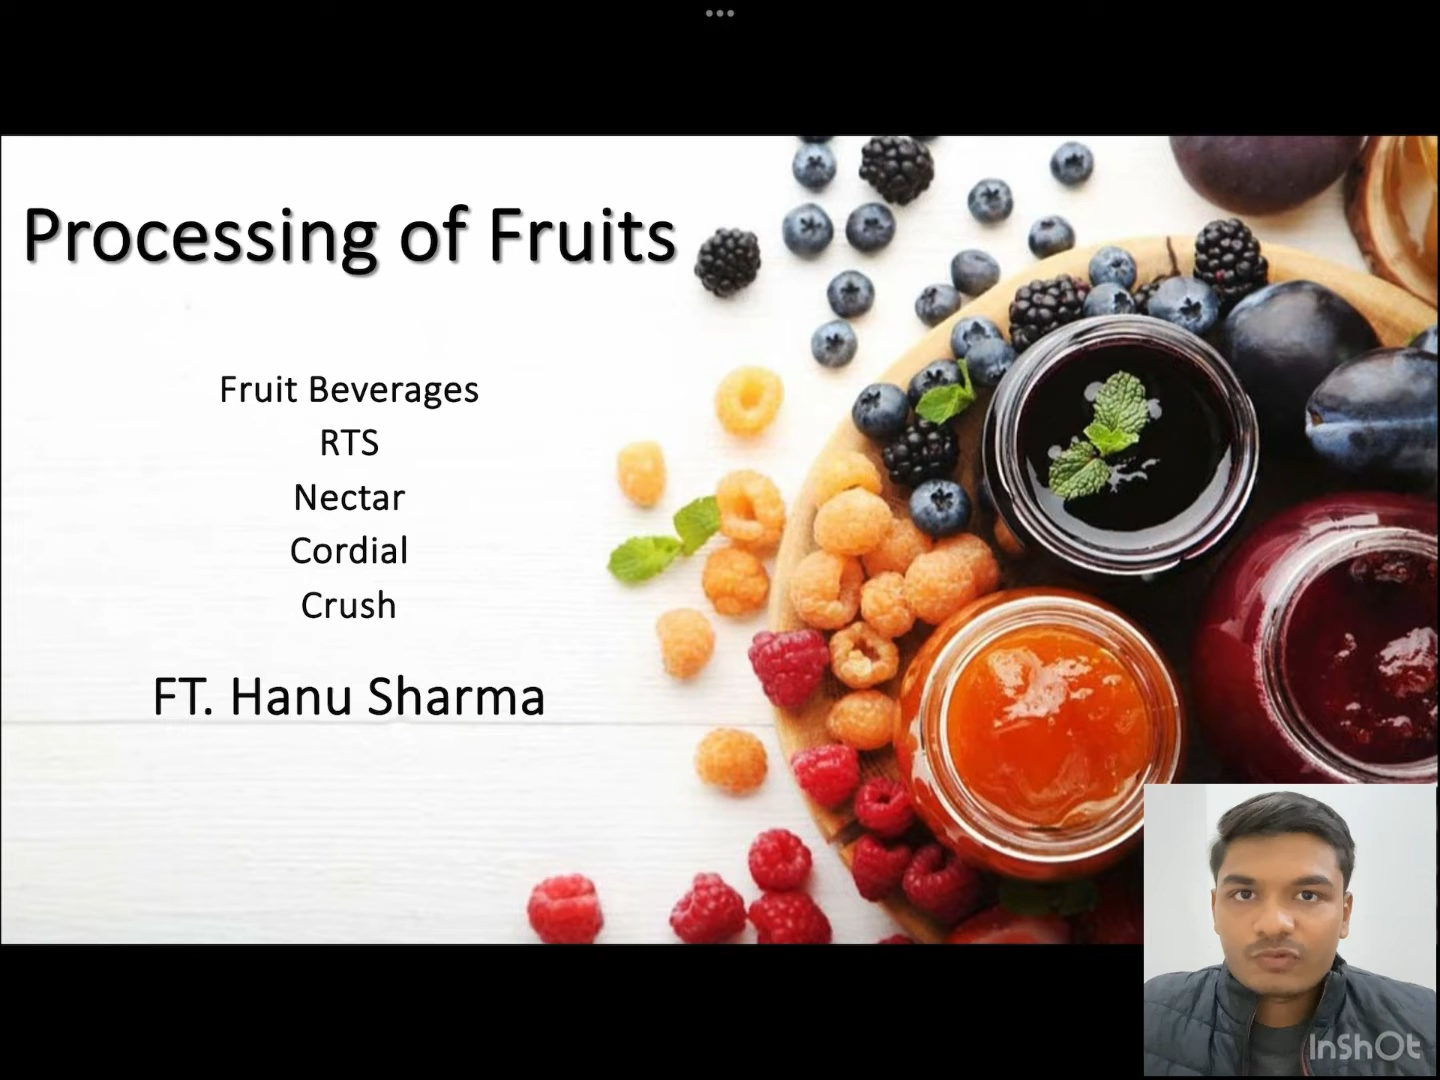 Processing of Fruits
Fruit Beverages
RTS
Nectar
Cordial
Crush
FT. Hanu Sharma
InShOt